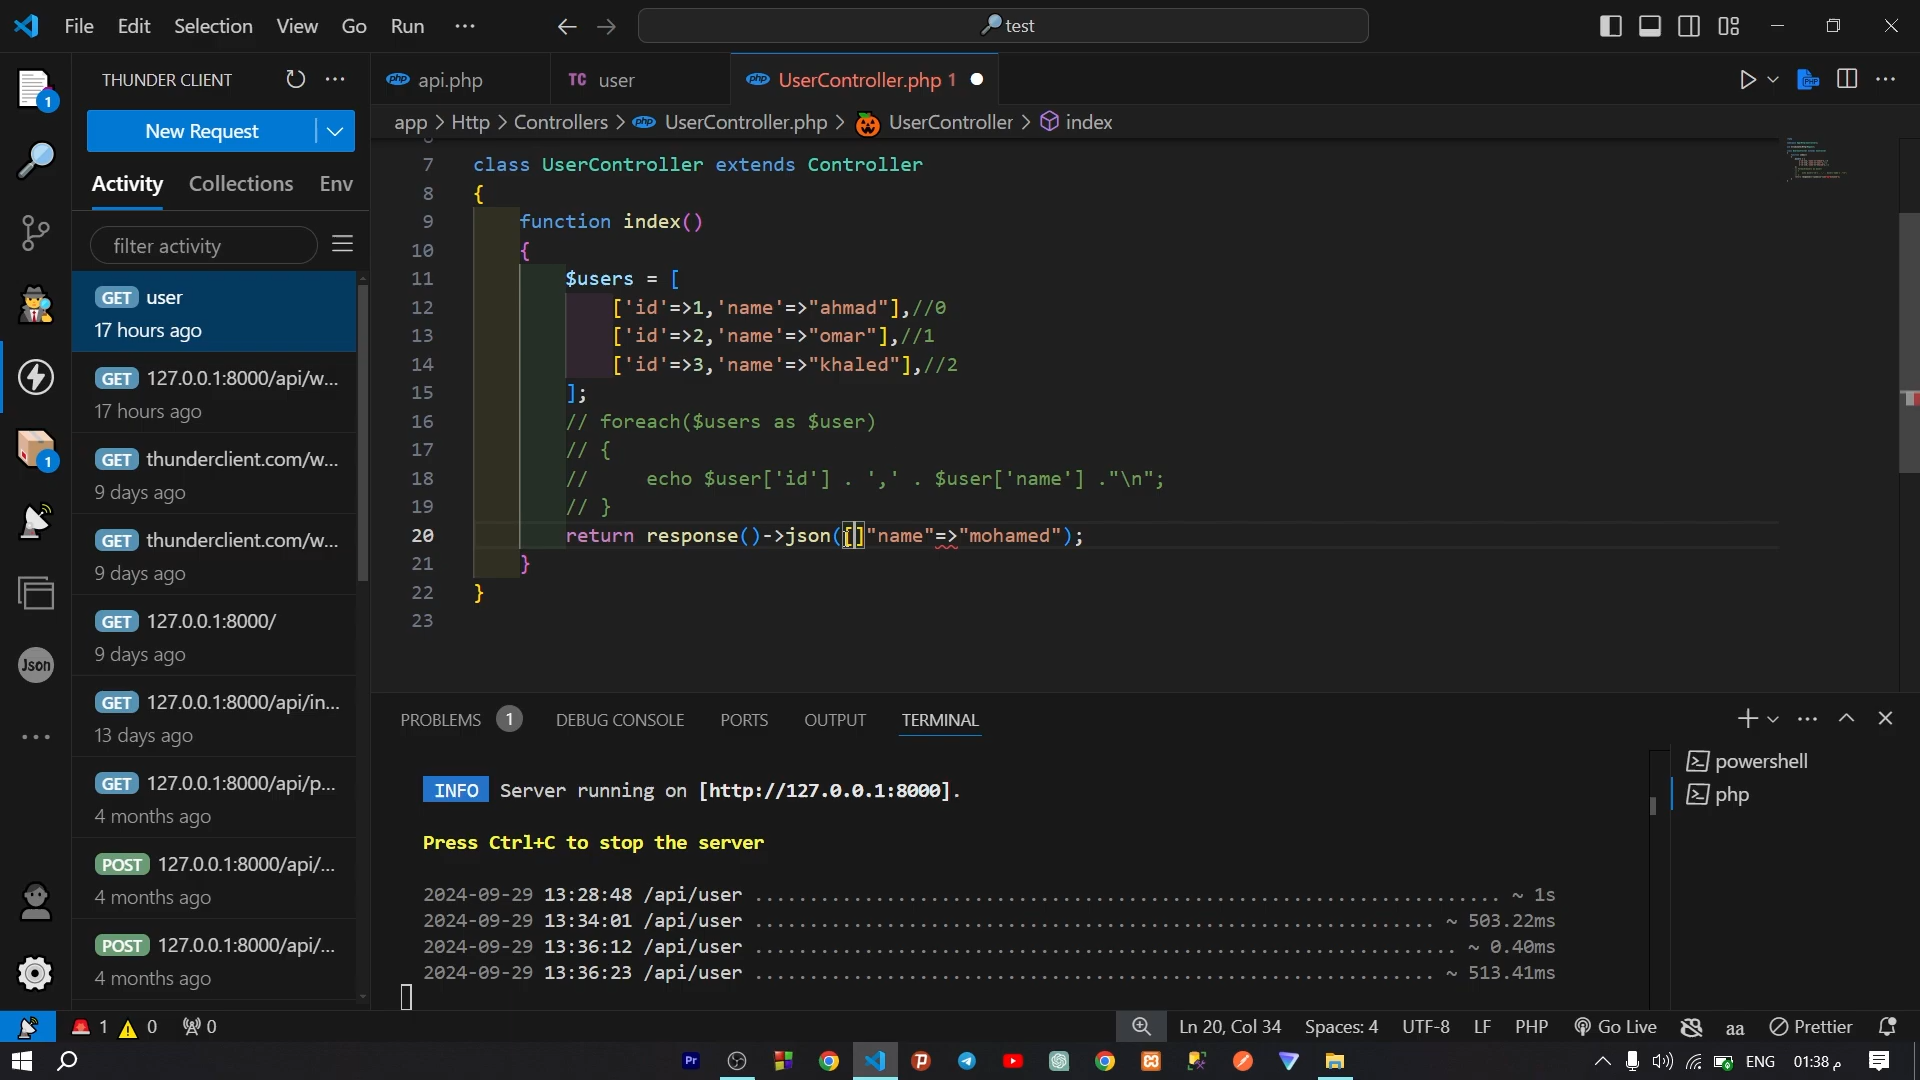 File Edit Selection View Go Run ···
test
THUNDER CLIENT
New Request
Activity Collections Env
filter activity
GET user
17 hours ago
GET 127.0.0.1:8000/api/w...
17 hours ago
GET thunderclient.com/w...
9 days ago
GET thunderclient.com/w...
9 days ago
GET 127.0.0.1:8000/
9 days ago
GET 127.0.0.1:8000/api/in...
13 days ago
GET 127.0.0.1:8000/api/p...
4 months ago
POST 127.0.0.1:8000/api/...
4 months ago
POST 127.0.0.1:8000/api/...
4 months ago
1
1
Json
php api.php
TC user
php UserController.php 1
app > Http > Controllers > php UserController.php > UserController > index
7 class UserController extends Controller
8 {
9 function index()
10 {
11 $users = [
12 ['id'=>1,'name'=>"ahmad"],//0
13 ['id'=>2,'name'=>"omar"],//1
14 ['id'=>3,'name'=>"khaled"],//2
15 ];
16 // foreach($users as $user)
17 // {
18 // echo $user['id'] . ',' . $user['name'] ."\n";
19 // }
20 return response()->json([]"name"=>"mohamed");
21 }
22 }
23
PROBLEMS 1 DEBUG CONSOLE PORTS OUTPUT TERMINAL
powershell
php
INFO Server running on [http://127.0.0.1:8000].
Press Ctrl+C to stop the server
2024-09-29 13:28:48 /api/user ........ ~ 1s
2024-09-29 13:34:01 /api/user ........ ~ 503.22ms
2024-09-29 13:36:12 /api/user ........ ~ 0.40ms
2024-09-29 13:36:23 /api/user ........ ~ 513.41ms
1 0 0
Ln 20, Col 34 Spaces: 4 UTF-8 LF PHP Go Live aa Prettier
Pr
ENG 01:38 م